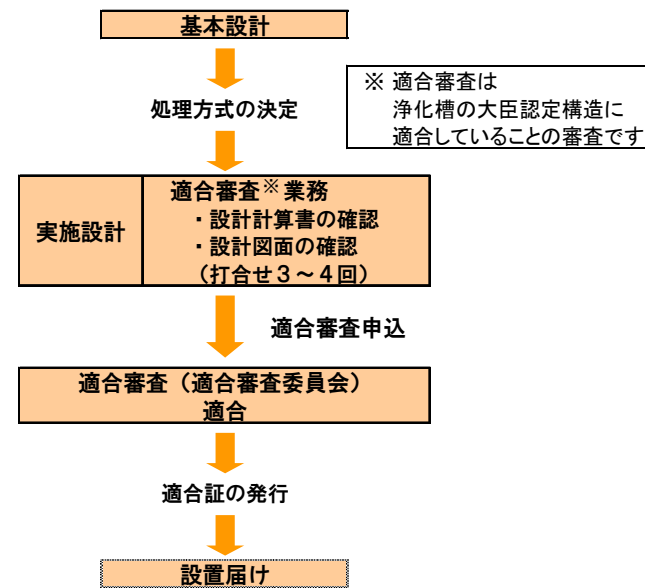 基本設計
処理方式の決定
※ 適合審査は
浄化槽の大臣認定構造に
適合していることの審査です
実施設計
適合審査※業務
・設計計算書の確認
・設計図面の確認
（打合せ３～４回）
適合審査申込
適合審査（適合審査委員会）
適合
適合証の発行
設置届け